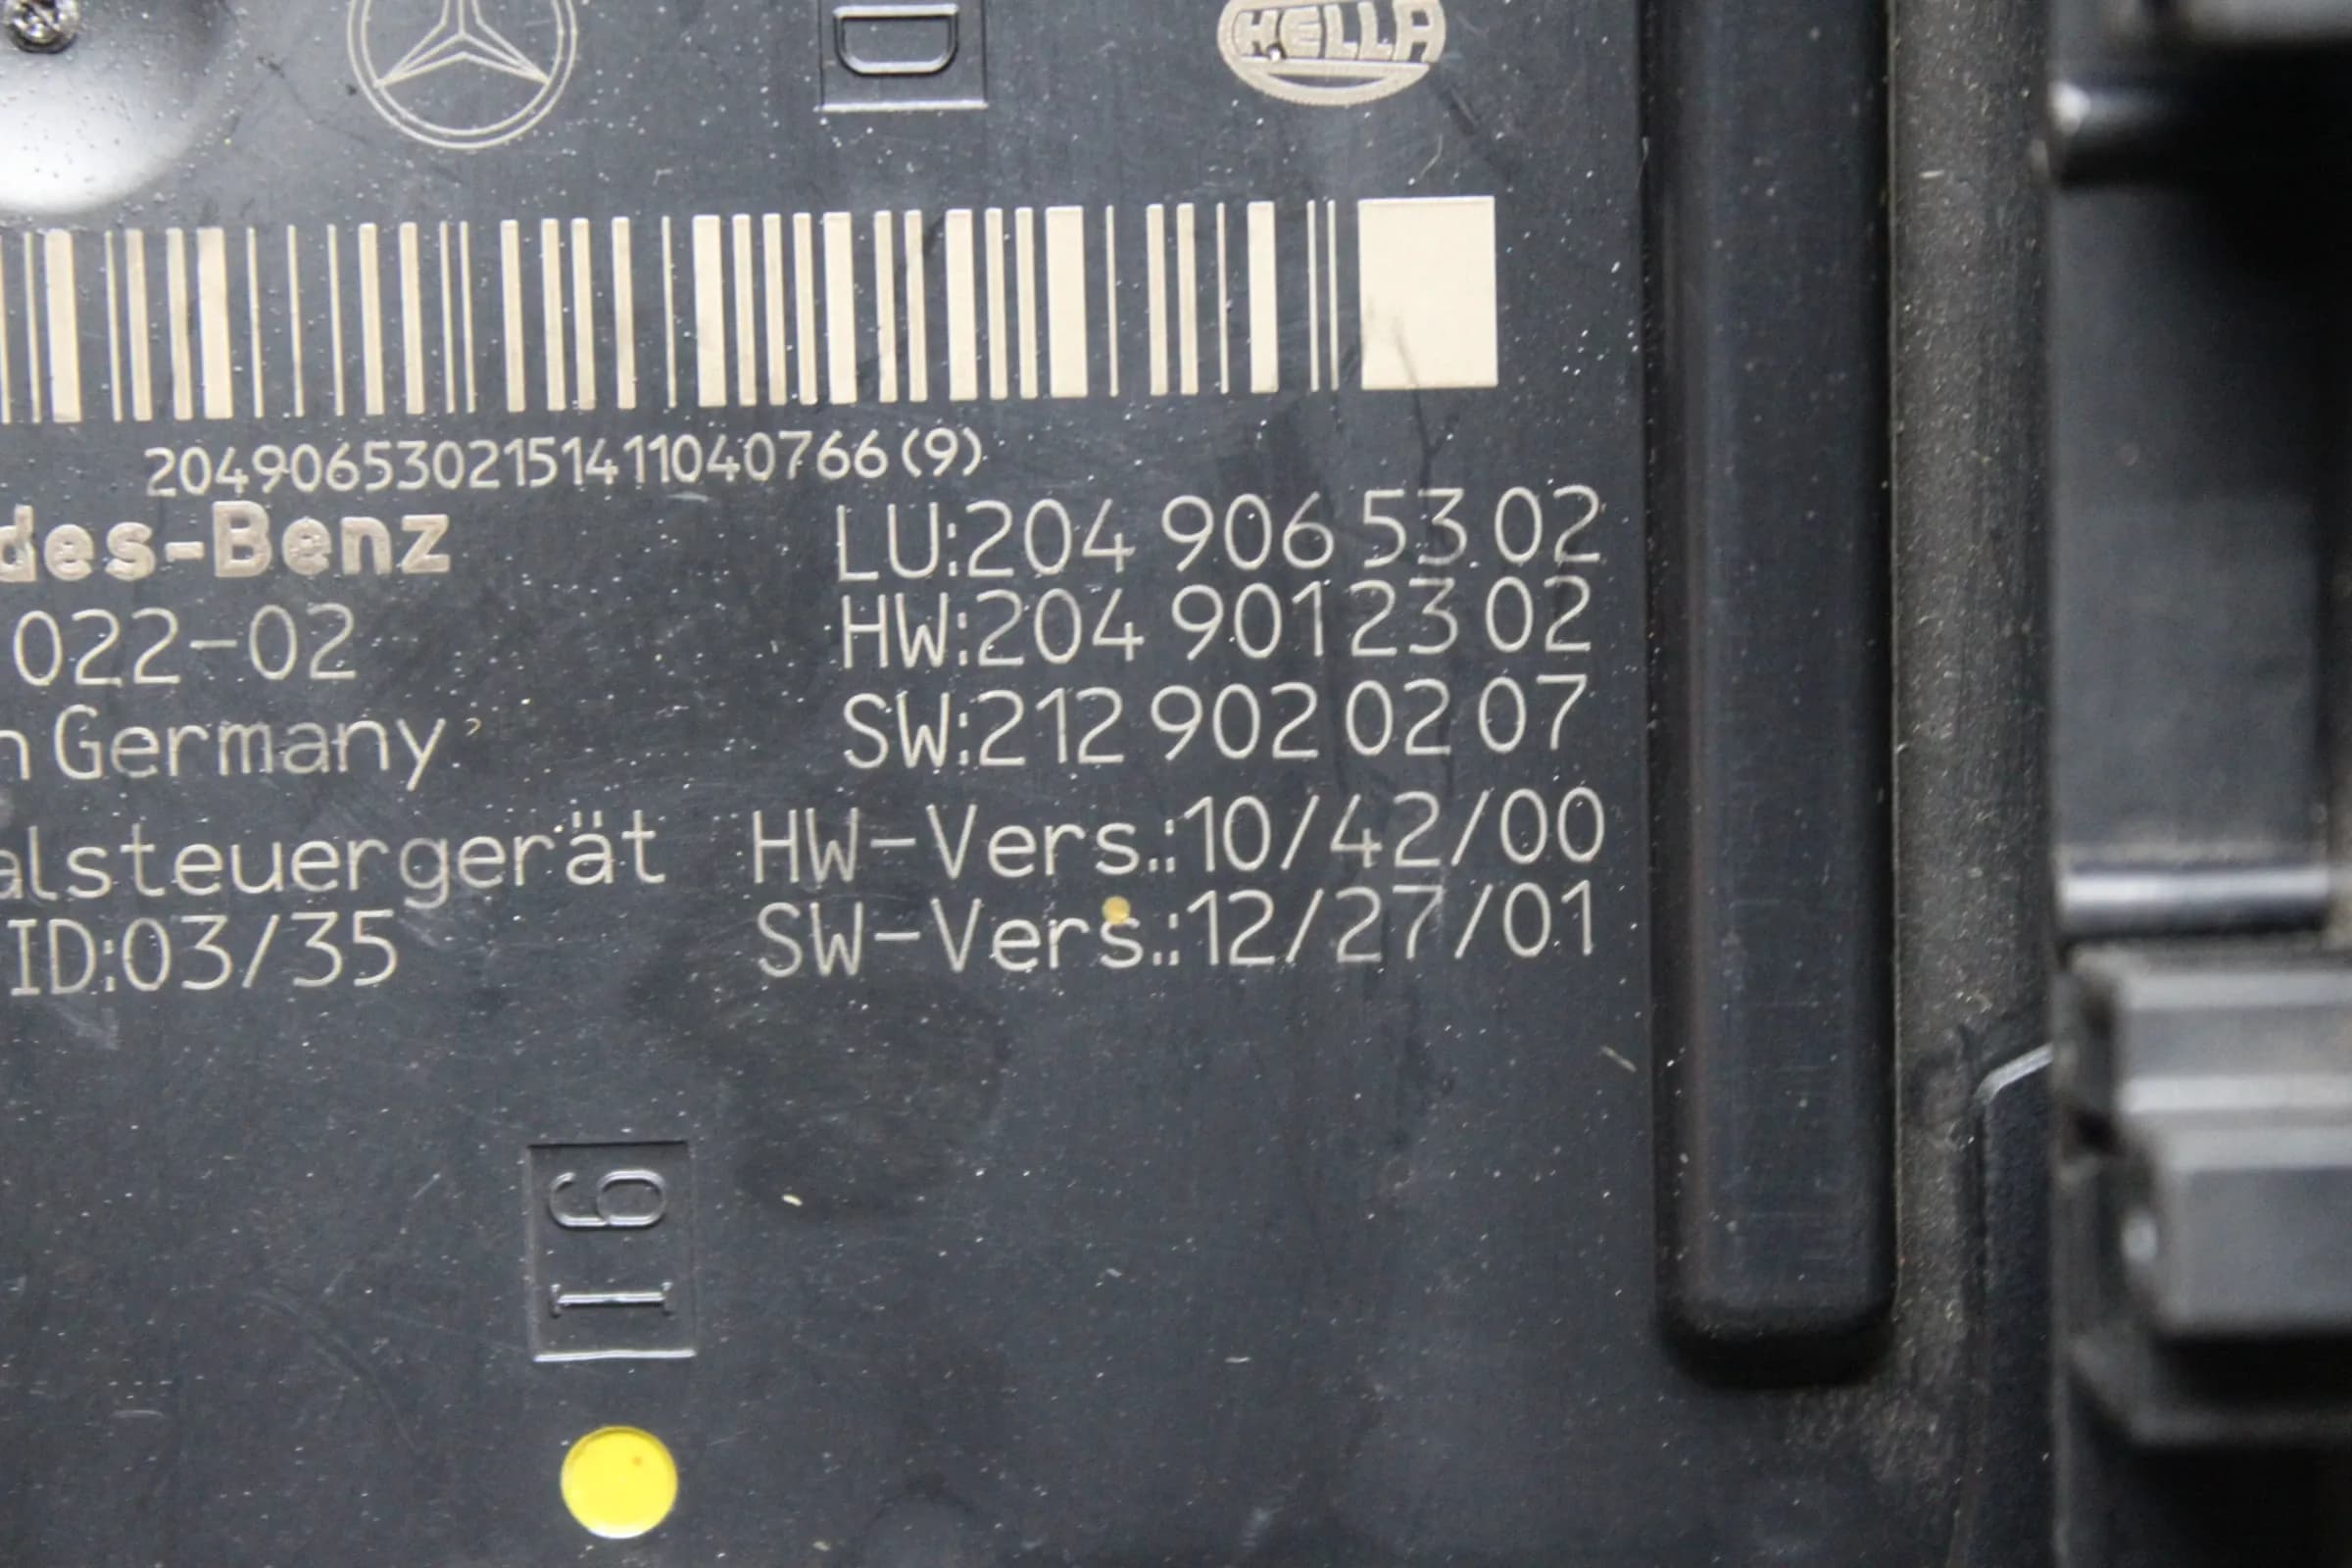 D
HELLA
2049065302151411040766(9)
des-Benz
LU:204 906 53 02
022-02
HW:204 901 23 02
n Germany
SW:212 902 02 07
alsteuergerät
HW-Vers.:10/42/00
ID:03/35
SW-Vers.:12/27/01
16